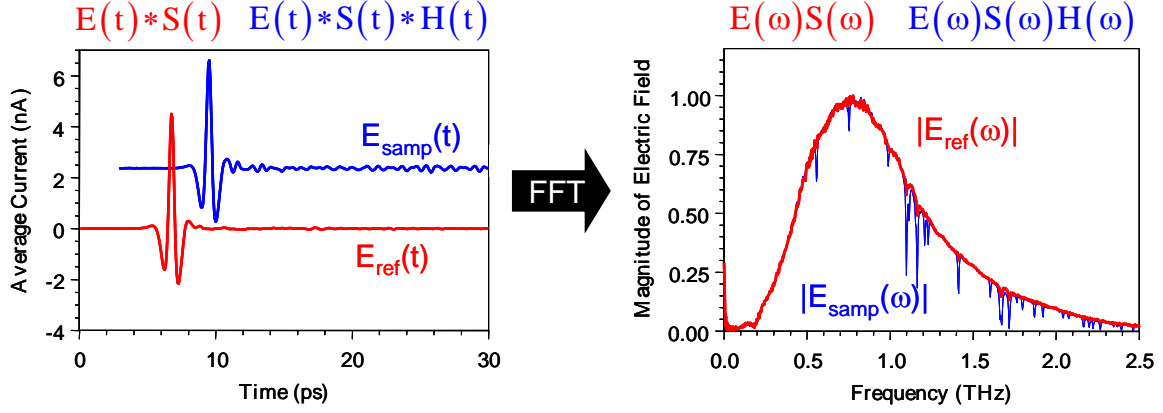 E(t)∗S(t) E(t)∗S(t)∗H(t)
E(ω)S(ω) E(ω)S(ω)H(ω)
Average Current (nA)
6
4
2
0
-2
-4
E_samp(t)
E_ref(t)
0 10 20 30
Time (ps)
FFT
Magnitude of Electric Field
1.00
0.75
0.50
0.25
0.00
|E_ref(ω)|
|E_samp(ω)|
0.0 0.5 1.0 1.5 2.0 2.5
Frequency (THz)